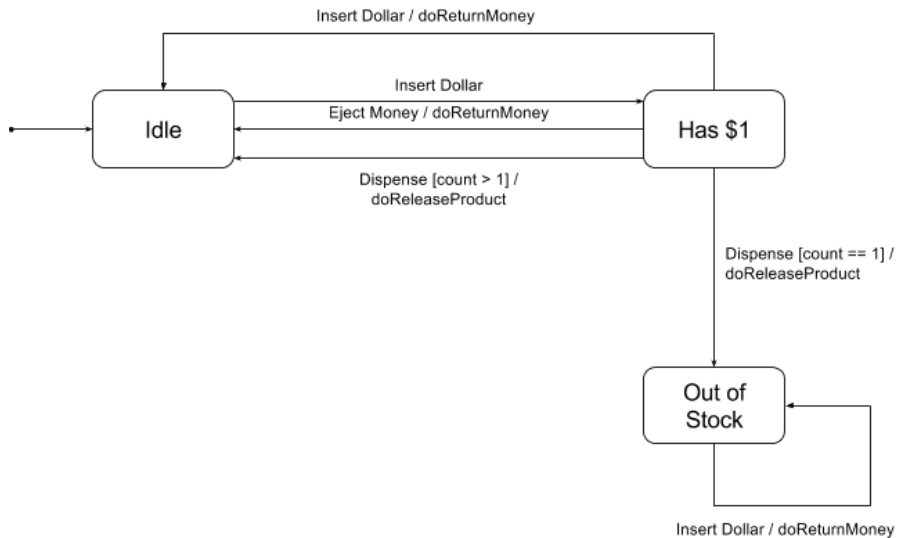 Insert Dollar / doReturnMoney
Insert Dollar
Eject Money / doReturnMoney
Idle
Has $1
Dispense [count > 1] /
doReleaseProduct
Dispense [count == 1] /
doReleaseProduct
Out of
Stock
Insert Dollar / doReturnMoney